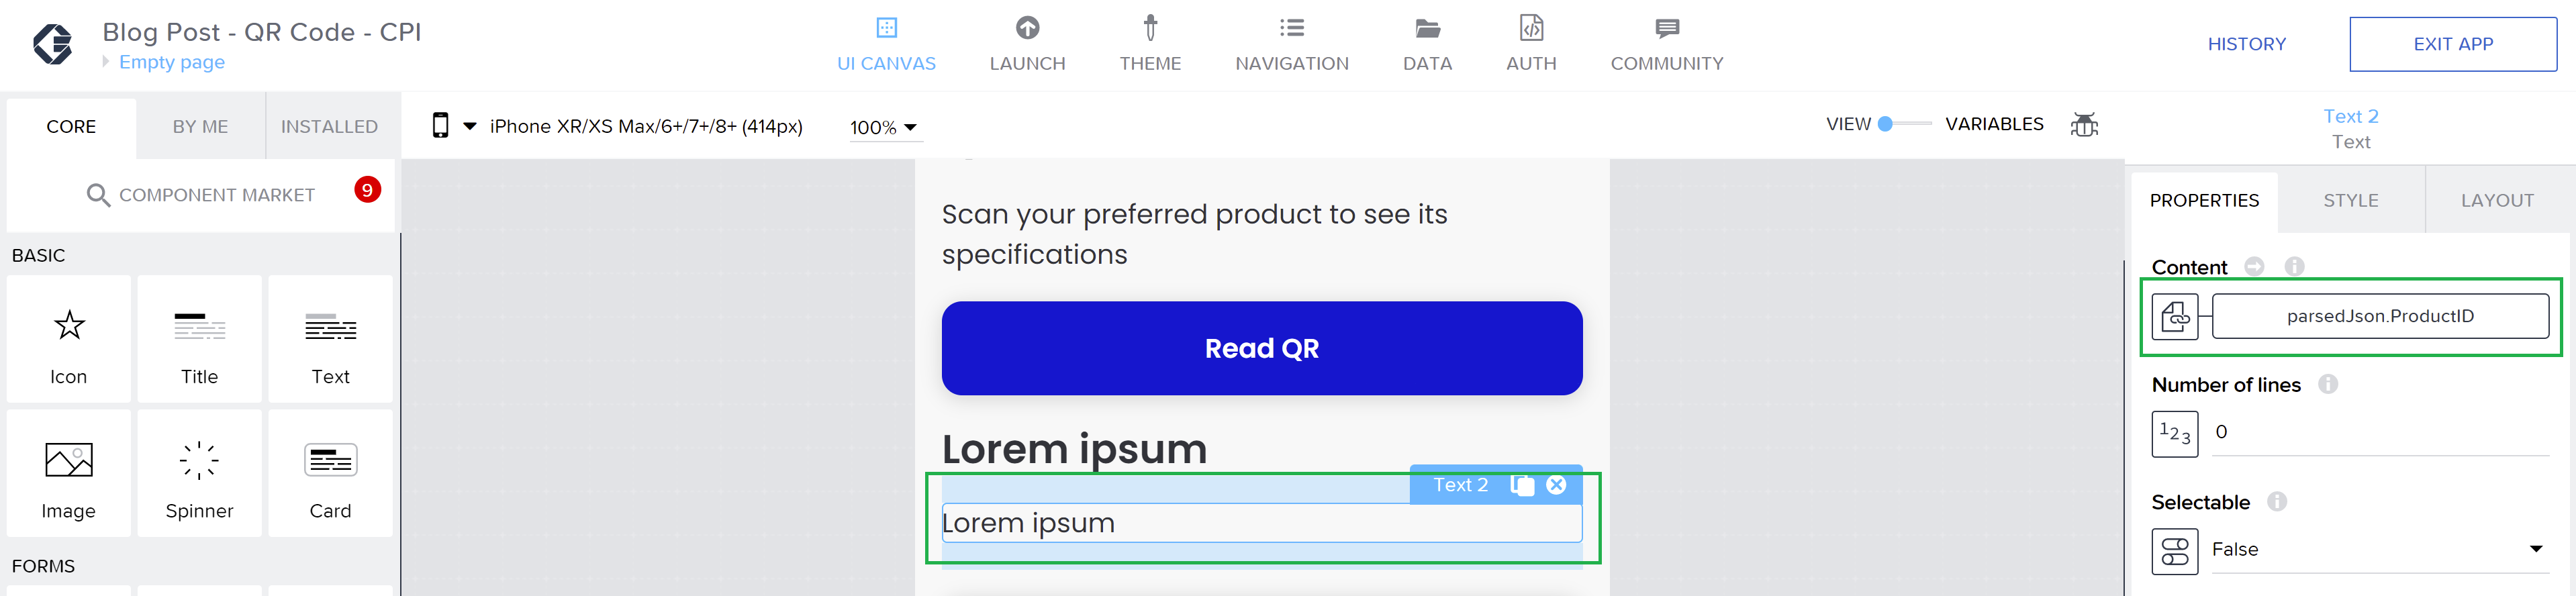 Blog Post - QR Code - CPI
Empty page
UI CANVAS
LAUNCH
THEME
NAVIGATION
DATA
AUTH
COMMUNITY
HISTORY
EXIT APP
CORE
BY ME
INSTALLED
iPhone XR/XS Max/6+/7+/8+ (414px)
100%
VIEW
VARIABLES
Text 2
Text
COMPONENT MARKET
9
PROPERTIES
STYLE
LAYOUT
BASIC
Icon
Title
Text
Image
Spinner
Card
FORMS
Scan your preferred product to see its
specifications
Read QR
Lorem ipsum
Text 2
Lorem ipsum
Content
parsedJson.ProductID
Number of lines
123
0
Selectable
False